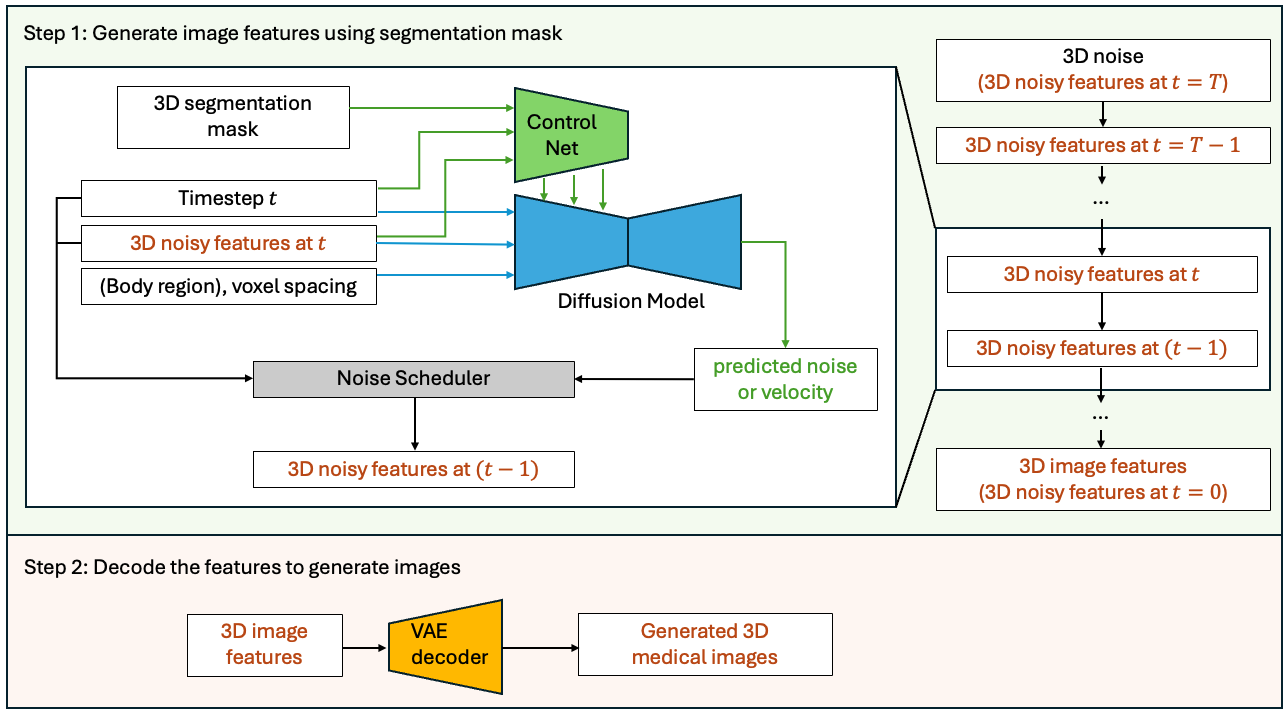 Step 1: Generate image features using segmentation mask
3D segmentation
mask
Control
Net
Timestep t
3D noisy features at t
(Body region), voxel spacing
Diffusion Model
predicted noise
or velocity
Noise Scheduler
3D noisy features at (t − 1)
3D noise
(3D noisy features at t = T)
3D noisy features at t = T − 1
...
3D noisy features at t
3D noisy features at (t − 1)
...
3D image features
(3D noisy features at t = 0)
Step 2: Decode the features to generate images
3D image
features
VAE
decoder
Generated 3D
medical images